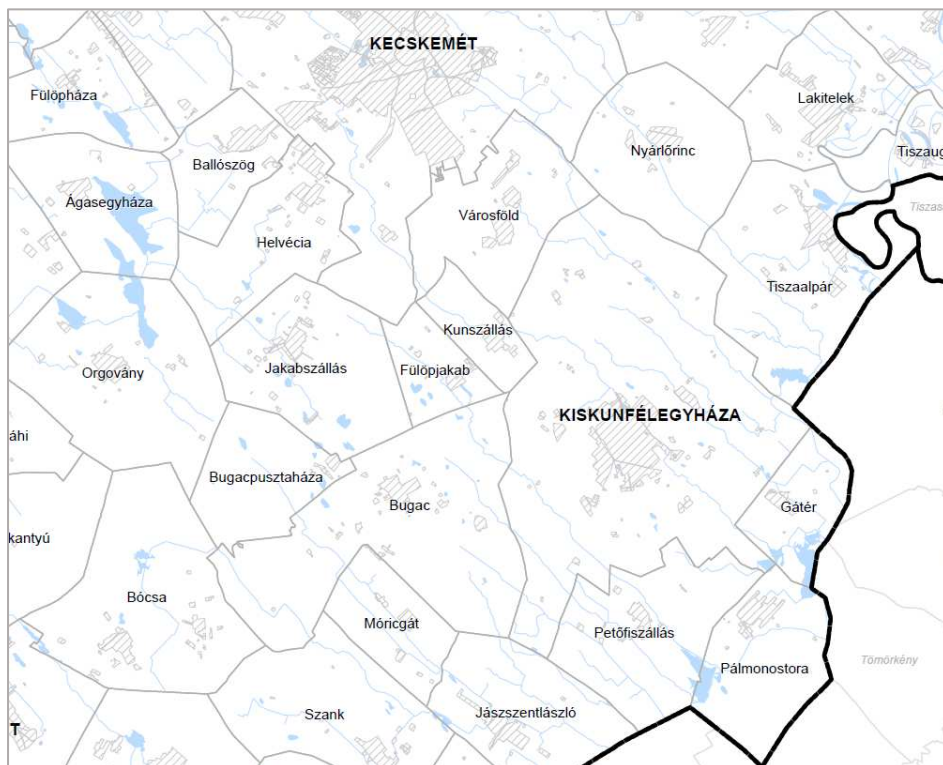 KECSKEMÉT
Fülöpháza
Lakitelek
Nyárlőrinc
Tiszaug
Ballószög
Ágasegyháza
Tiszas
Városföld
Helvécia
Tiszaalpár
Kunszállás
Jakabszállás
Fülöpjakab
Orgovány
KISKUNFÉLEGYHÁZA
áhi
Bugacpusztaháza
Bugac
Gátér
kantyú
Bócsa
Móricgát
Petőfiszállás
Tömörkény
Pálmonostora
Szank
Jászszentlászló
T